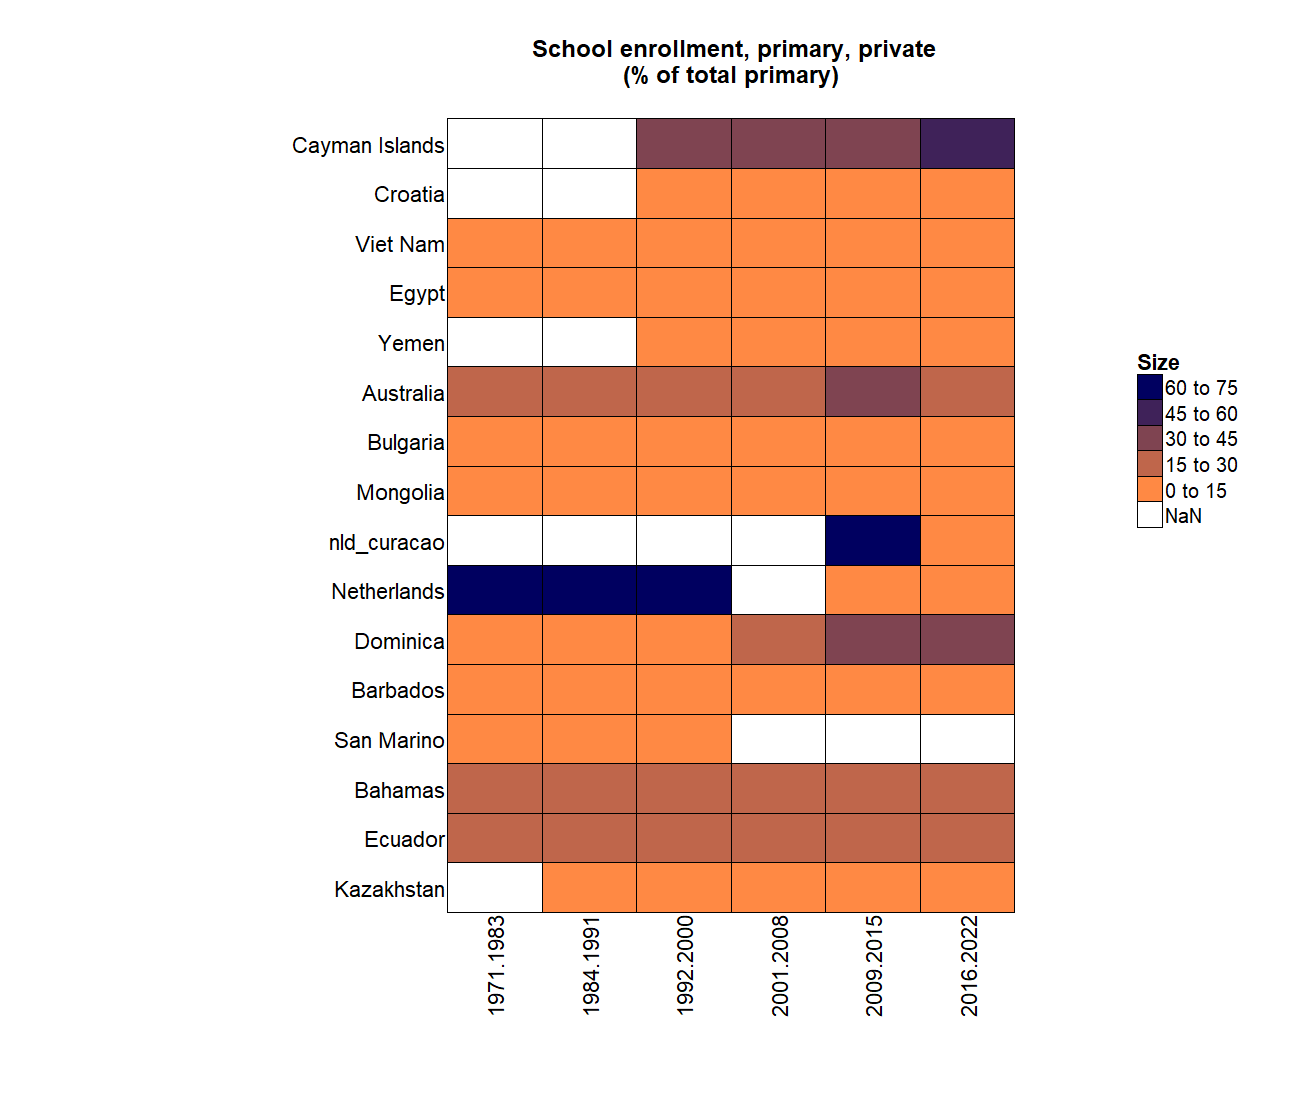 School enrollment, primary, private
(% of total primary)
Cayman Islands
Croatia
Viet Nam
Egypt
Yemen
Australia
Bulgaria
Mongolia
nld_curacao
Netherlands
Dominica
Barbados
San Marino
Bahamas
Ecuador
Kazakhstan
1971.1983
1984.1991
1992.2000
2001.2008
2009.2015
2016.2022
Size
60 to 75
45 to 60
30 to 45
15 to 30
0 to 15
NaN